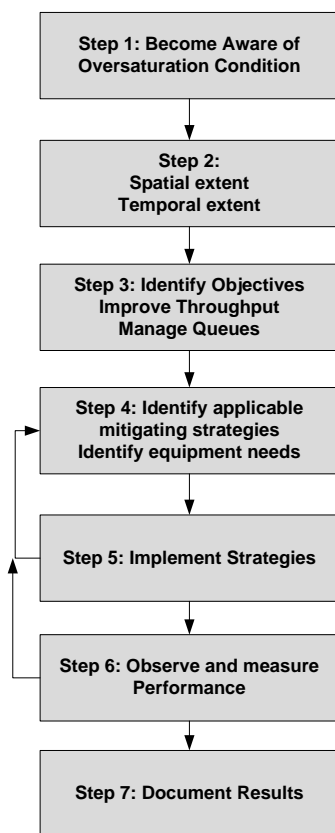 Step 1: Become Aware of
Oversaturation Condition
Step 2:
Spatial extent
Temporal extent
Step 3: Identify Objectives
Improve Throughput
Manage Queues
Step 4: Identify applicable
mitigating strategies
Identify equipment needs
Step 5: Implement Strategies
Step 6: Observe and measure
Performance
Step 7: Document Results